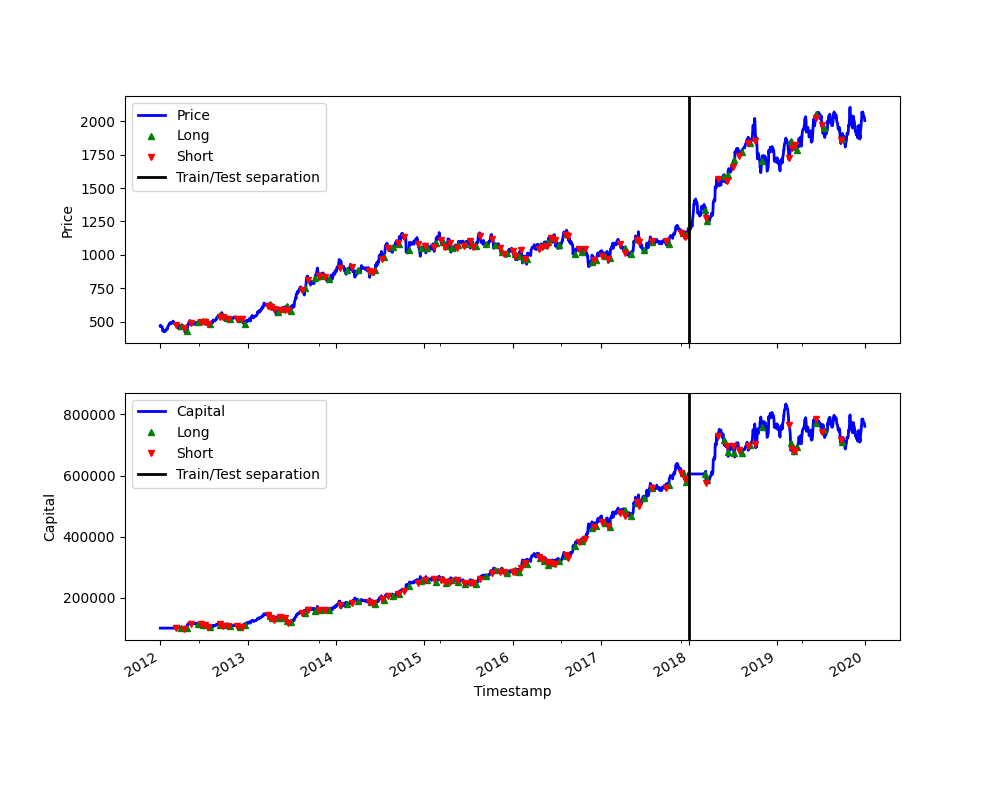 Price
Long
Short
Train/Test separation
2000
1750
1500
1250
1000
750
500
Price
Capital
Long
Short
Train/Test separation
800000
600000
400000
200000
Capital
2012 2013 2014 2015 2016 2017 2018 2019 2020
Timestamp